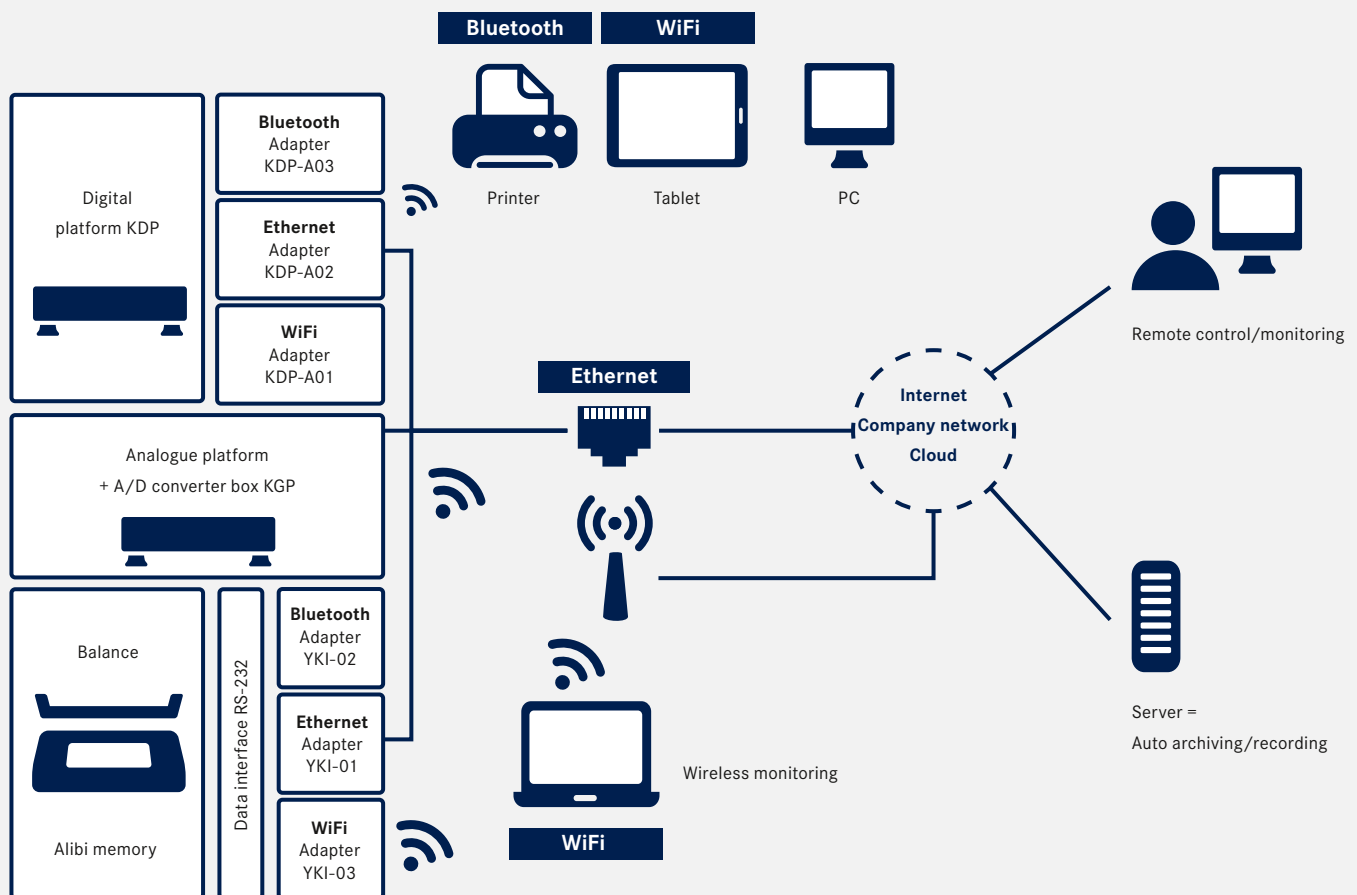 Bluetooth
WiFi
Printer
Tablet
PC
Digital
platform KDP
Bluetooth
Adapter
KDP-A03
Ethernet
Adapter
KDP-A02
WiFi
Adapter
KDP-A01
Analogue platform
+ A/D converter box KGP
Balance
Alibi memory
Data interface RS-232
Bluetooth
Adapter
YKI-02
Ethernet
Adapter
YKI-01
WiFi
Adapter
YKI-03
Ethernet
Wireless monitoring
WiFi
Internet
Company network
Cloud
Remote control/monitoring
Server =
Auto archiving/recording